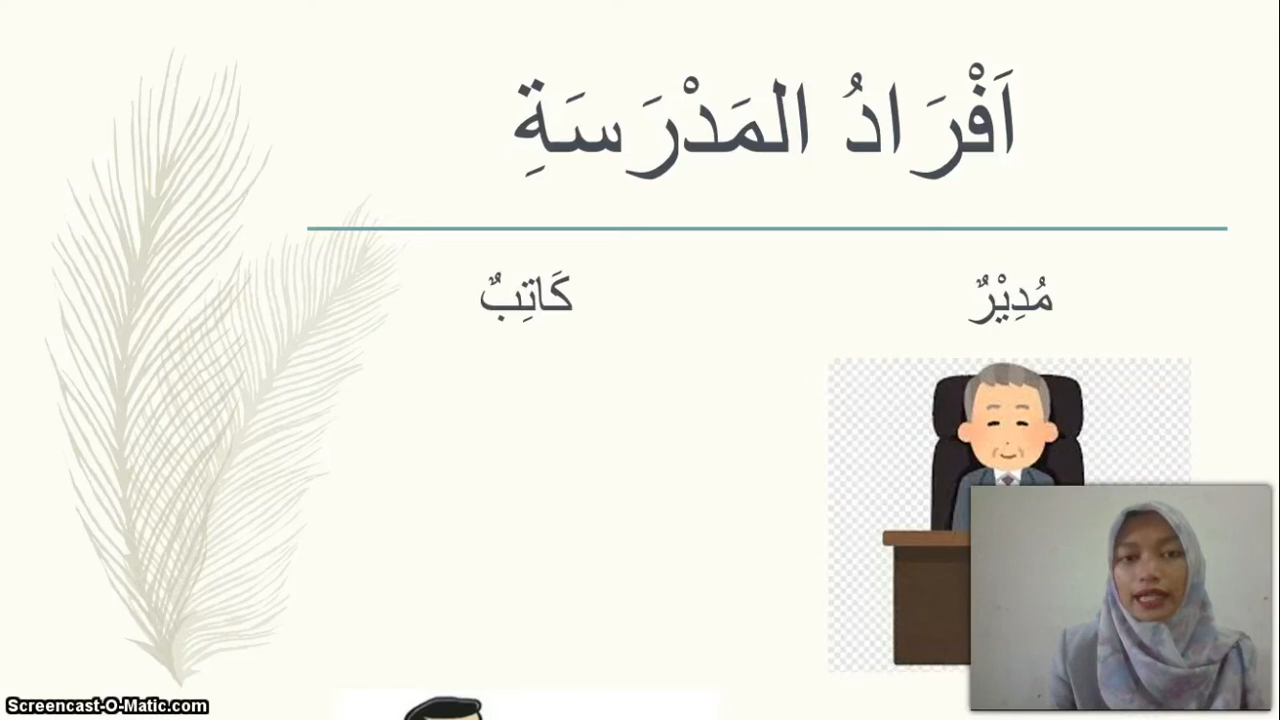 اَفْرَادُ المَدْرَسَةِ
مُدِيْرٌ
كَاتِبٌ
Screencast-O-Matic.com